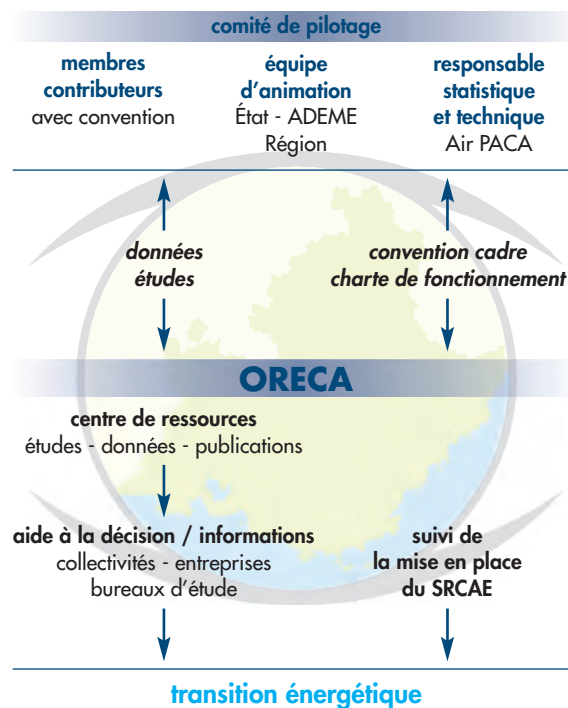 comité de pilotage
membres
contributeurs
avec convention
équipe
d'animation
État - ADEME
Région
responsable
statistique
et technique
Air PACA
données
études
convention cadre
charte de fonctionnement
ORECA
centre de ressources
études - données - publications
aide à la décision / informations
collectivités - entreprises
bureaux d'étude
suivi de
la mise en place
du SRCAE
transition énergétique